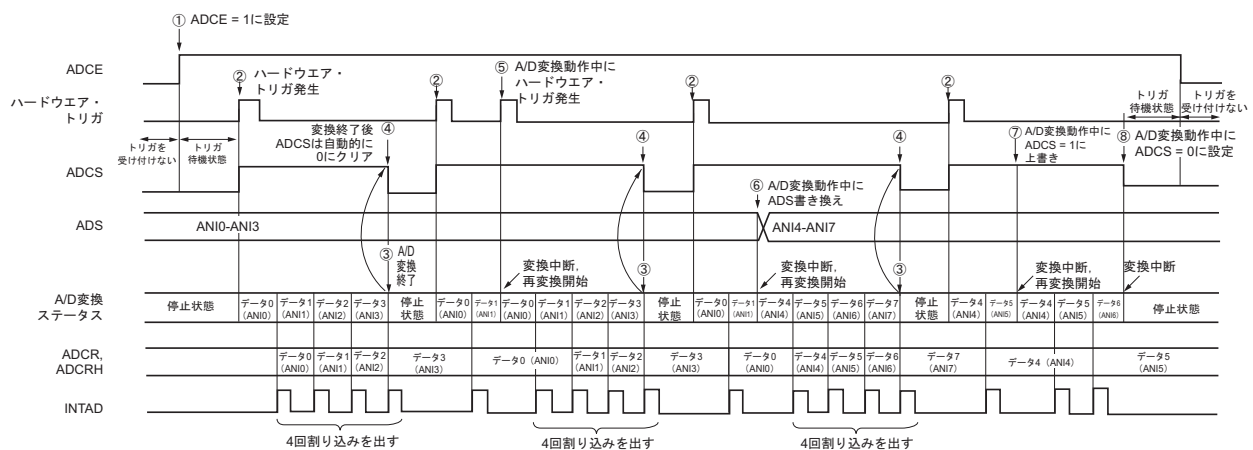 ① ADCE = 1に設定
ADCE
② ハードウエア・
トリガ発生
②
⑤ A/D変換動作中に
ハードウエア・
トリガ発生
②
②
ハードウエア・
トリガ
トリガを
受け付けない
トリガ
待機状態
変換終了後
ADCSは自動的に
0にクリア
④
④
④
⑦ A/D変換動作中に
ADCS = 1に
上書き
トリガ
待機状態
トリガを
受け付けない
⑧ A/D変換動作中に
ADCS = 0に設定
ADCS
⑥ A/D変換動作中に
ADS書き換え
ADS
ANI0-ANI3
ANI4-ANI7
③ A/D
変換
終了
変換中断,
再変換開始
③
変換中断,
再変換開始
③
変換中断,
再変換開始
変換中断
A/D変換
ステータス
停止状態
データ0
(ANI0)
データ1
(ANI1)
データ2
(ANI2)
データ3
(ANI3)
停止
状態
データ0
(ANI0)
データ1
(ANI1)
データ0
(ANI0)
データ1
(ANI1)
データ2
(ANI2)
データ3
(ANI3)
停止
状態
データ0
(ANI0)
データ1
(ANI1)
データ4
(ANI4)
データ5
(ANI5)
データ6
(ANI6)
データ7
(ANI7)
停止
状態
データ4
(ANI4)
データ5
(ANI5)
データ4
(ANI4)
データ5
(ANI5)
データ6
(ANI6)
停止状態
ADCR,
ADCRH
データ0
(ANI0)
データ1
(ANI1)
データ2
(ANI2)
データ3
(ANI3)
データ0 (ANI0)
データ1
(ANI1)
データ2
(ANI2)
データ3
(ANI3)
データ0
(ANI0)
データ4
(ANI4)
データ5
(ANI5)
データ6
(ANI6)
データ7
(ANI7)
データ4 (ANI4)
データ5
(ANI5)
INTAD
4回割り込みを出す
4回割り込みを出す
4回割り込みを出す